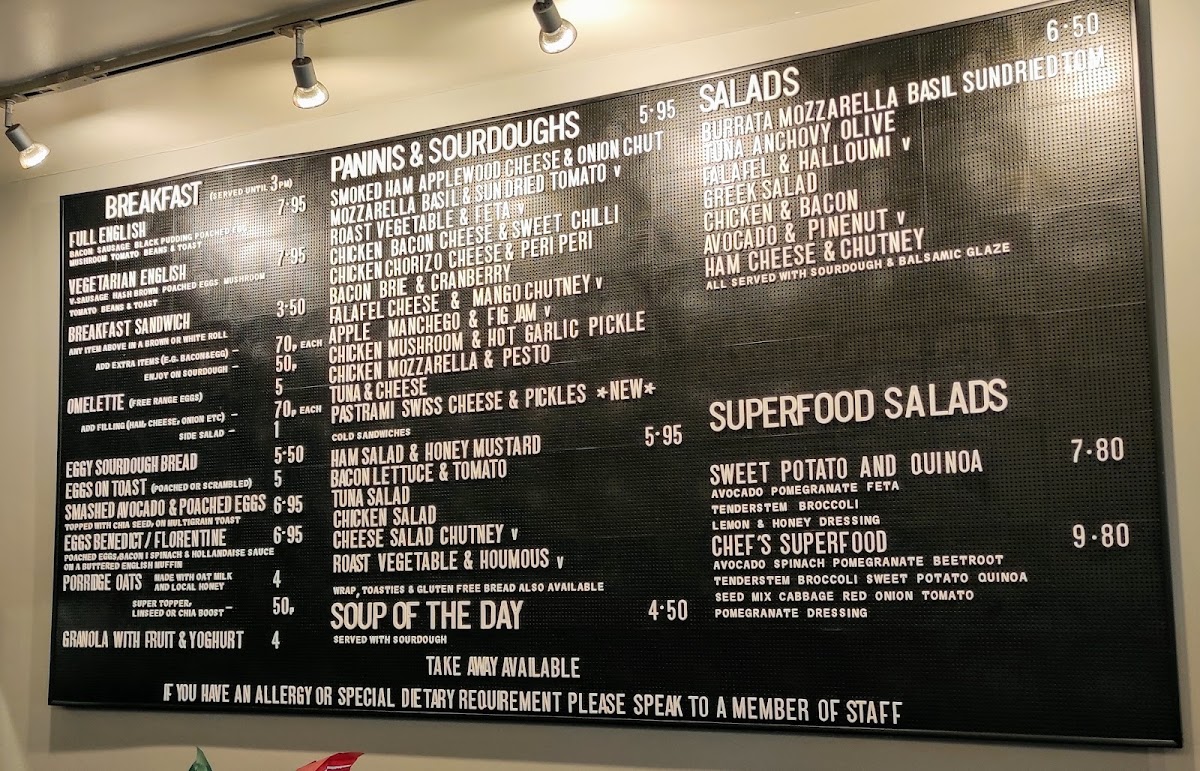 BREAKFAST (SERVED UNTIL 3PM)
FULL ENGLISH 7·95
BACON SAUSAGE BLACK PUDDING POACHED EGG
MUSHROOM TOMATO BEANS & TOAST
VEGETARIAN ENGLISH 7·95
V.SAUSAGE HASH BROWN POACHED EGGS MUSHROOM
TOMATO BEANS & TOAST
BREAKFAST SANDWICH 3·50
ANY ITEM ABOVE IN A BROWN OR WHITE ROLL
ADD EXTRA ITEMS (E.G. BACON&EGG) – 70P EACH
ENJOY ON SOURDOUGH – 50P
OMELETTE (FREE RANGE EGGS) 5
ADD FILLING (HAM, CHEESE, ONION ETC) – 70P EACH
SIDE SALAD – 1
EGGY SOURDOUGH BREAD 5·50
EGGS ON TOAST (POACHED OR SCRAMBLED) 5
SMASHED AVOCADO & POACHED EGGS 6·95
TOPPED WITH CHIA SEED, ON MULTIGRAIN TOAST
EGGS BENEDICT/FLORENTINE 6·95
POACHED EGGS,BACON I SPINACH & HOLLANDAISE SAUCE
ON A BUTTERED ENGLISH MUFFIN
PORRIDGE OATS MADE WITH OAT MILK AND LOCAL HONEY 4
SUPER TOPPER,
LINSEED OR CHIA BOOST – 50P
GRANOLA WITH FRUIT & YOGHURT 4
PANINIS & SOURDOUGHS 5·95
SMOKED HAM APPLEWOOD CHEESE & ONION CHUT
MOZZARELLA BASIL & SUNDRIED TOMATO V
ROAST VEGETABLE & FETA V
CHICKEN BACON CHEESE & SWEET CHILLI
CHICKEN CHORIZO CHEESE & PERI PERI
BACON BRIE & CRANBERRY
FALAFEL CHEESE & MANGO CHUTNEY V
APPLE MANCHEGO & FIG JAM V
CHICKEN MUSHROOM & HOT GARLIC PICKLE
CHICKEN MOZZARELLA & PESTO
TUNA & CHEESE
PASTRAMI SWISS CHEESE & PICKLES *NEW*
COLD SANDWICHES 5·95
HAM SALAD & HONEY MUSTARD
BACON LETTUCE & TOMATO
TUNA SALAD
CHICKEN SALAD
CHEESE SALAD CHUTNEY V
ROAST VEGETABLE & HOUMOUS V
WRAP, TOASTIES & GLUTEN FREE BREAD ALSO AVAILABLE
SOUP OF THE DAY 4·50
SERVED WITH SOURDOUGH
SALADS 6·50
BURRATA MOZZARELLA BASIL SUNDRIED TOM
TUNA ANCHOVY OLIVE
FALAFEL & HALLOUMI V
GREEK SALAD
CHICKEN & BACON
AVOCADO & PINENUT V
HAM CHEESE & CHUTNEY
ALL SERVED WITH SOURDOUGH & BALSAMIC GLAZE
SUPERFOOD SALADS
SWEET POTATO AND QUINOA 7·80
AVOCADO POMEGRANATE FETA
TENDERSTEM BROCCOLI
LEMON & HONEY DRESSING
CHEF'S SUPERFOOD 9·80
AVOCADO SPINACH POMEGRANATE BEETROOT
TENDERSTEM BROCCOLI SWEET POTATO QUINOA
SEED MIX CABBAGE RED ONION TOMATO
POMEGRANATE DRESSING
TAKE AWAY AVAILABLE
IF YOU HAVE AN ALLERGY OR SPECIAL DIETARY REQUIREMENT PLEASE SPEAK TO A MEMBER OF STAFF